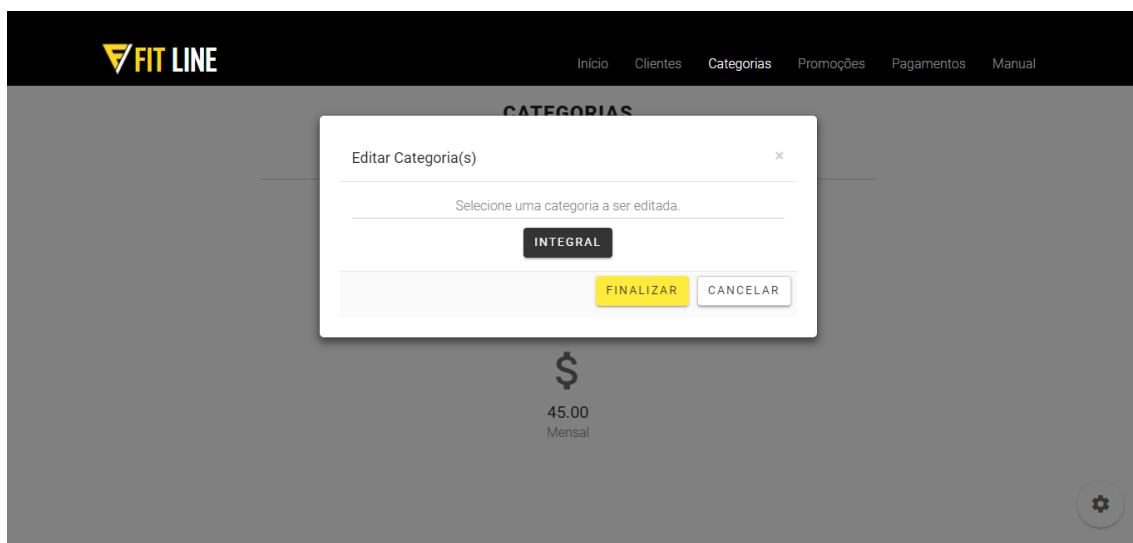 FIT LINE
Início Clientes Categorias Promoções Pagamentos Manual
CATEGORIAS
Editar Categoria(s) ×
Selecione uma categoria a ser editada.
INTEGRAL
FINALIZAR CANCELAR
$
45.00
Mensal